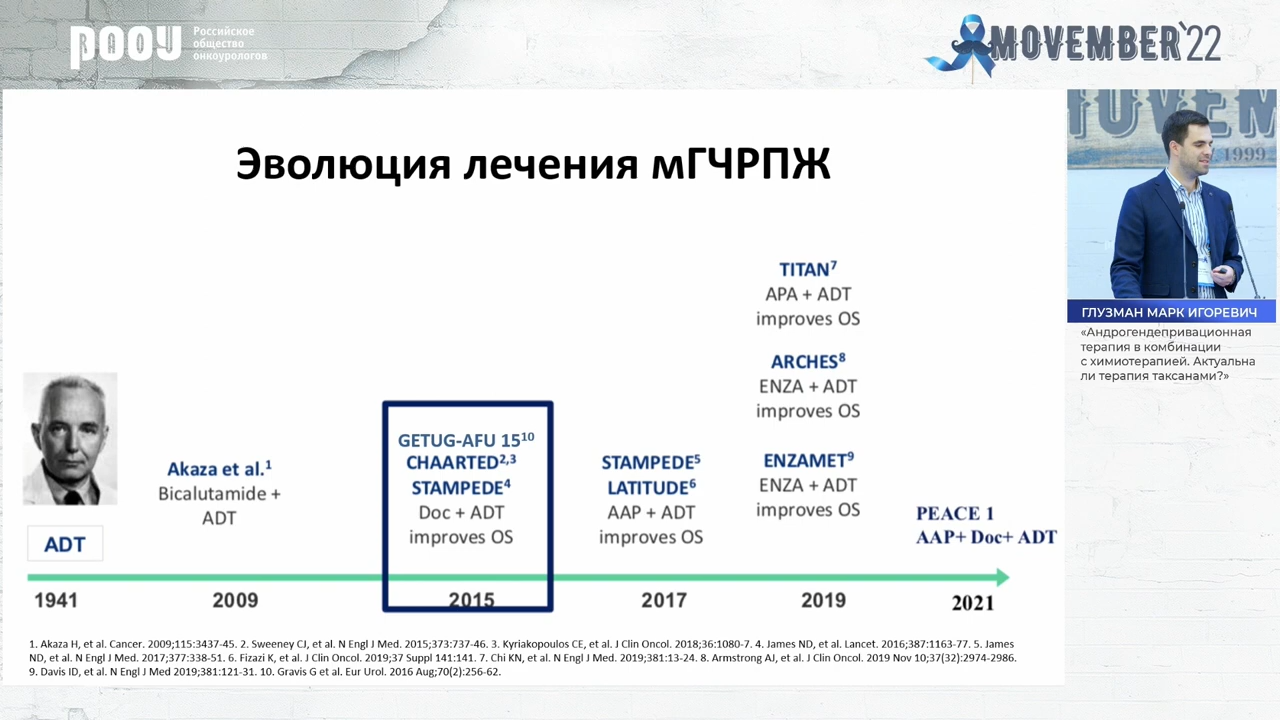 РООУ
Российское
общество
онкоурологов
MOVEMBER'22
Эволюция лечения мГЧРПЖ
ADT
1941
Akaza et al.1
Bicalutamide +
ADT
2009
GETUG-AFU 1510
CHAARTED2,3
STAMPEDE4
Doc + ADT
improves OS
2015
STAMPEDE5
LATITUDE6
AAP + ADT
improves OS
2017
TITAN7
APA + ADT
improves OS
ARCHES8
ENZA + ADT
improves OS
ENZAMET9
ENZA + ADT
improves OS
2019
PEACE 1
AAP+ Doc+ ADT
2021
1. Akaza H, et al. Cancer. 2009;115:3437-45. 2. Sweeney CJ, et al. N Engl J Med. 2015;373:737-46. 3. Kyriakopoulos CE, et al. J Clin Oncol. 2018;36:1080-7. 4. James ND, et al. Lancet. 2016;387:1163-77. 5. James
ND, et al. N Engl J Med. 2017;377:338-51. 6. Fizazi K, et al. J Clin Oncol. 2019;37 Suppl 141:141. 7. Chi KN, et al. N Engl J Med. 2019;381:13-24. 8. Armstrong AJ, et al. J Clin Oncol. 2019 Nov 10;37(32):2974-2986.
9. Davis ID, et al. N Engl J Med 2019;381:121-31. 10. Gravis G et al. Eur Urol. 2016 Aug;70(2):256-62.
1999
ГЛУЗМАН МАРК ИГОРЕВИЧ
«Андрогендепривационная
терапия в комбинации
с химиотерапией. Актуальна
ли терапия таксанами?»